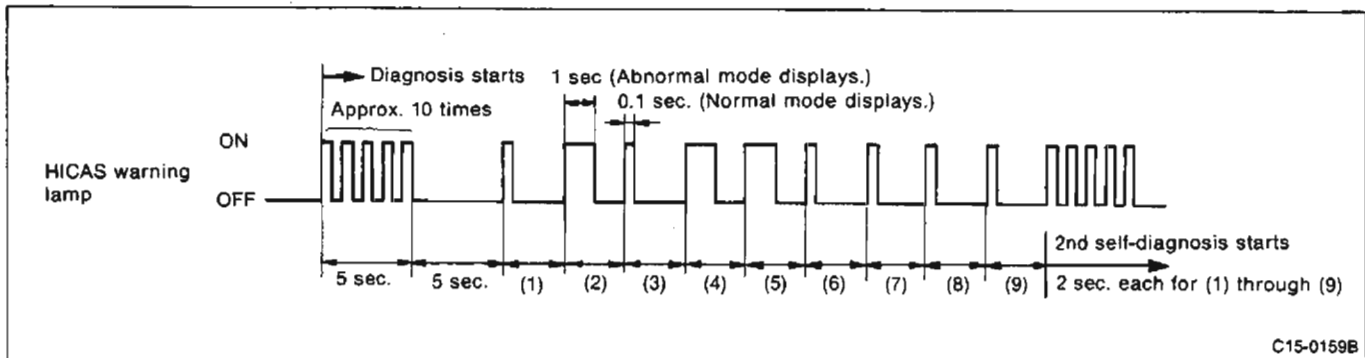 Diagnosis starts 1 sec (Abnormal mode displays.)
Approx. 10 times 0.1 sec. (Normal mode displays.)
ON
HICAS warning
lamp
OFF
2nd self-diagnosis starts
5 sec. 5 sec. (1) (2) (3) (4) (5) (6) (7) (8) (9) 2 sec. each for (1) through (9)
C15-0159B